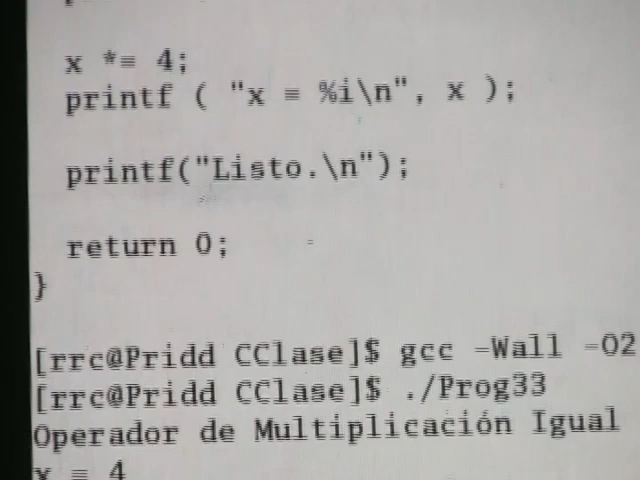 x *= 4;
printf ( "x = %i\n", x );
printf("Listo.\n");
return 0;
}
[rrc@Pridd CClase]$ gcc -Wall -O2
[rrc@Pridd CClase]$ ./Prog33
Operador de Multiplicación Igual
x = 4